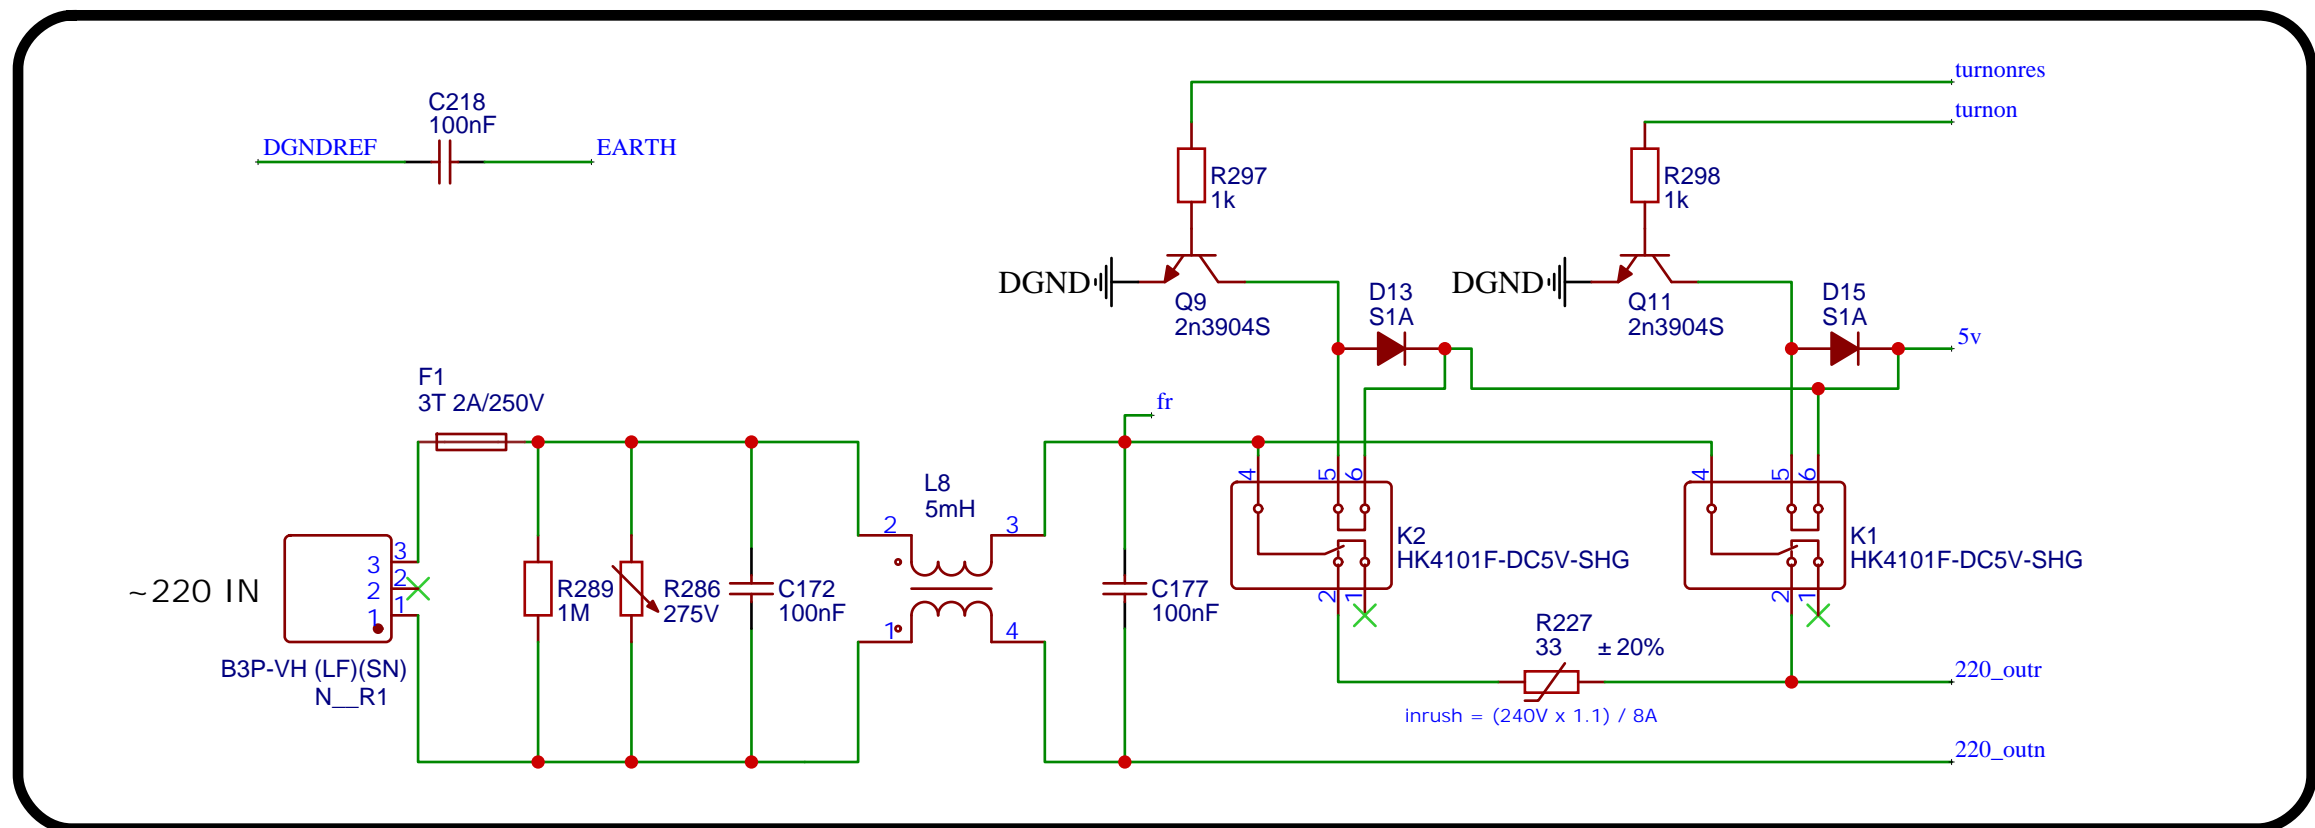 turnonres
turnon
C218
100nF
DGNDREF
EARTH
R297
1k
R298
1k
DGND
DGND
Q9
2n3904S
D13
S1A
Q11
2n3904S
D15
S1A
5v
F1
3T 2A/250V
fr
4
5
6
4
5
6
L8
5mH
2
3
K2
HK4101F-DC5V-SHG
K1
HK4101F-DC5V-SHG
3
3
2
2
1
1
~220 IN
R289
1M
R286
275V
C172
100nF
1
4
C177
100nF
2
1
2
1
R227
33 ±20%
B3P-VH (LF)(SN)
N__R1
220_outr
inrush = (240V x 1.1) / 8A
220_outn